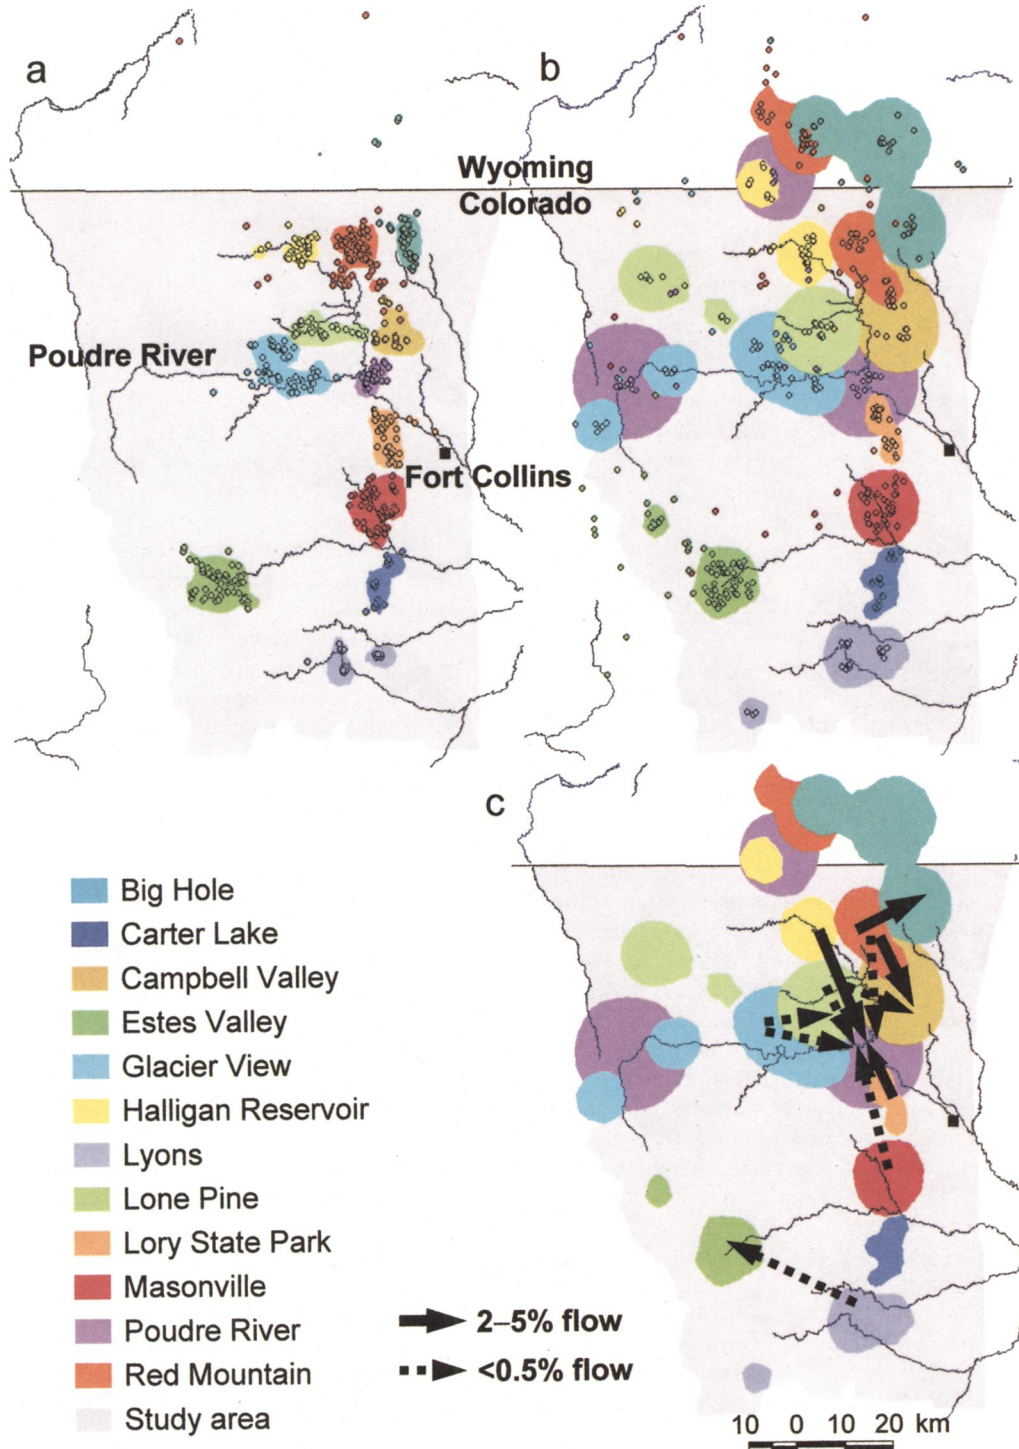 a
b
Wyoming
Colorado
Poudre River
Fort Collins
c
Big Hole
Carter Lake
Campbell Valley
Estes Valley
Glacier View
Halligan Reservoir
Lyons
Lone Pine
Lory State Park
Masonville
Poudre River
Red Mountain
Study area
2–5% flow
<0.5% flow
10 0 10 20 km